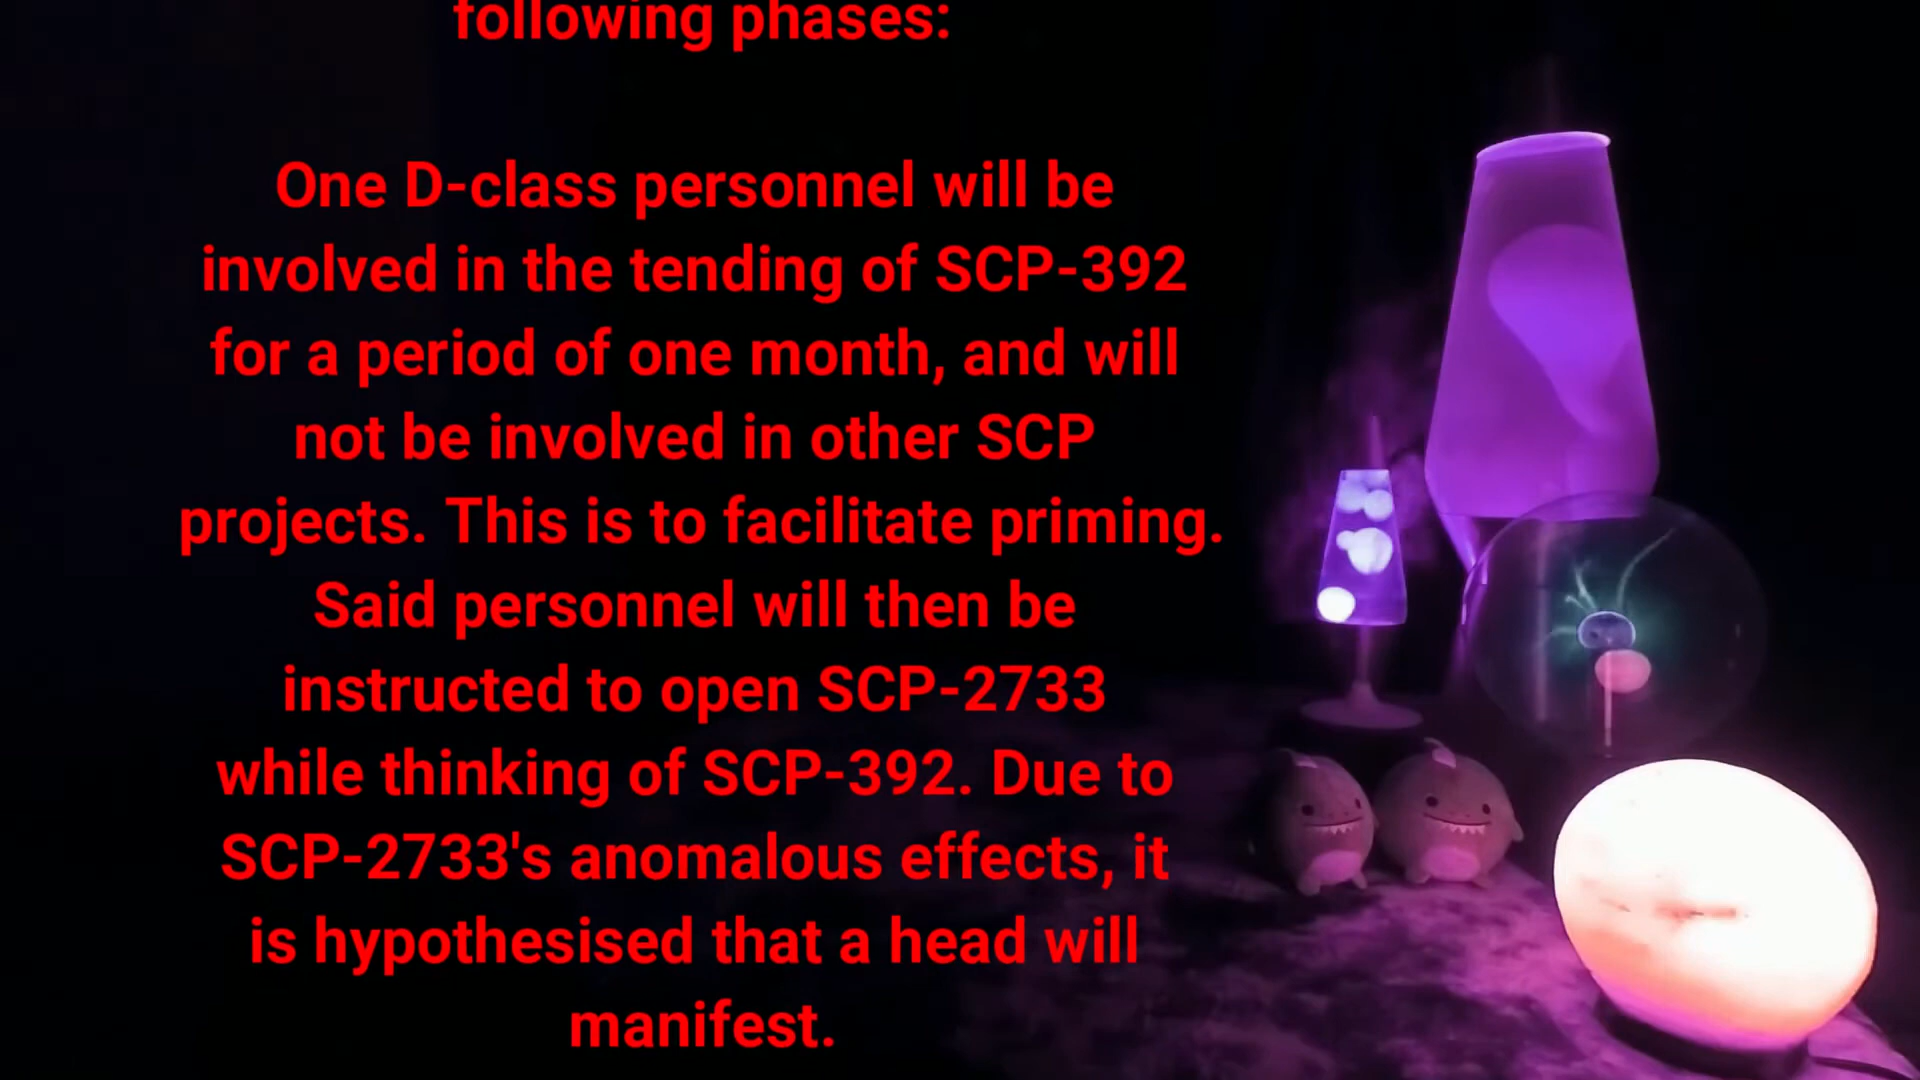 following phases:
One D-class personnel will be
involved in the tending of SCP-392
for a period of one month, and will
not be involved in other SCP
projects. This is to facilitate priming.
Said personnel will then be
instructed to open SCP-2733
while thinking of SCP-392. Due to
SCP-2733's anomalous effects, it
is hypothesised that a head will
manifest.